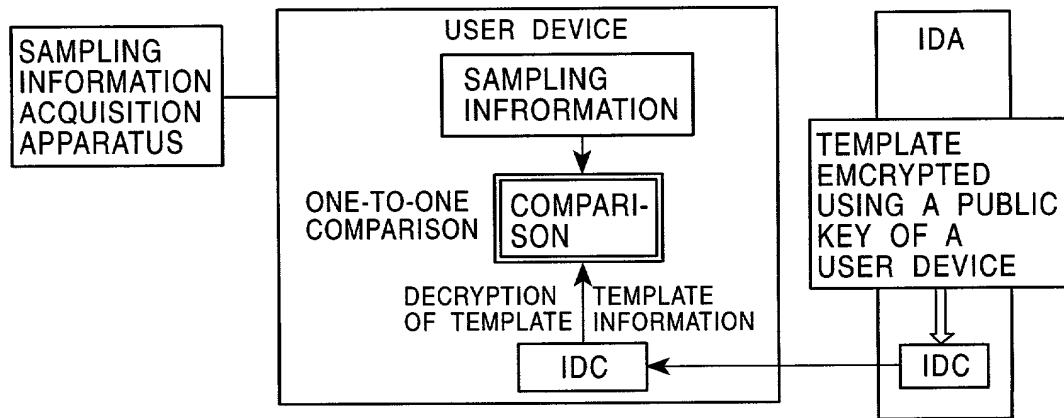 SAMPLING
INFORMATION
ACQUISITION
APPARATUS
USER DEVICE
SAMPLING
INFRORMATION
ONE-TO-ONE
COMPARISON
COMPARI-
SON
DECRYPTION
OF TEMPLATE
TEMPLATE
INFORMATION
IDC
IDA
TEMPLATE
EMCRYPTED
USING A PUBLIC
KEY OF A
USER DEVICE
IDC